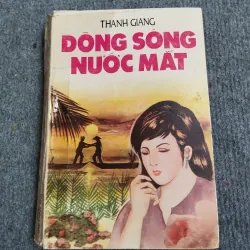 THANH GIANG
DÒNG SÔNG
NƯỚC MẮT